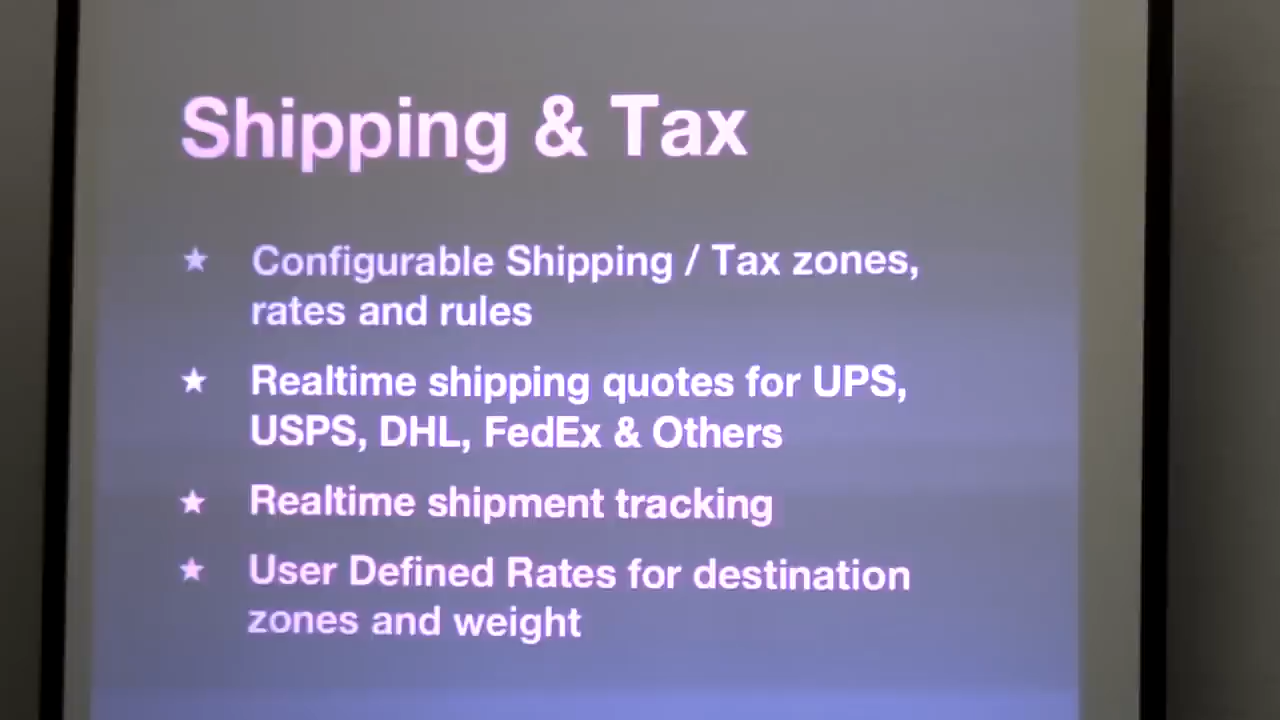 Shipping & Tax
★ Configurable Shipping / Tax zones,
rates and rules
★ Realtime shipping quotes for UPS,
USPS, DHL, FedEx & Others
★ Realtime shipment tracking
★ User Defined Rates for destination
zones and weight